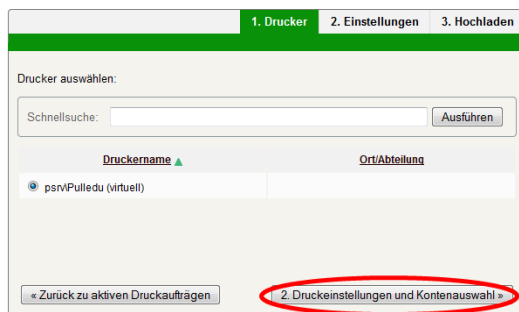 1. Drucker 2. Einstellungen 3. Hochladen
Drucker auswählen:
Schnellsuche: Ausführen
Druckername Ort/Abteilung
psrv\Pulledu (virtuell)
« Zurück zu aktiven Druckaufträgen 2. Druckeinstellungen und Kontenauswahl »